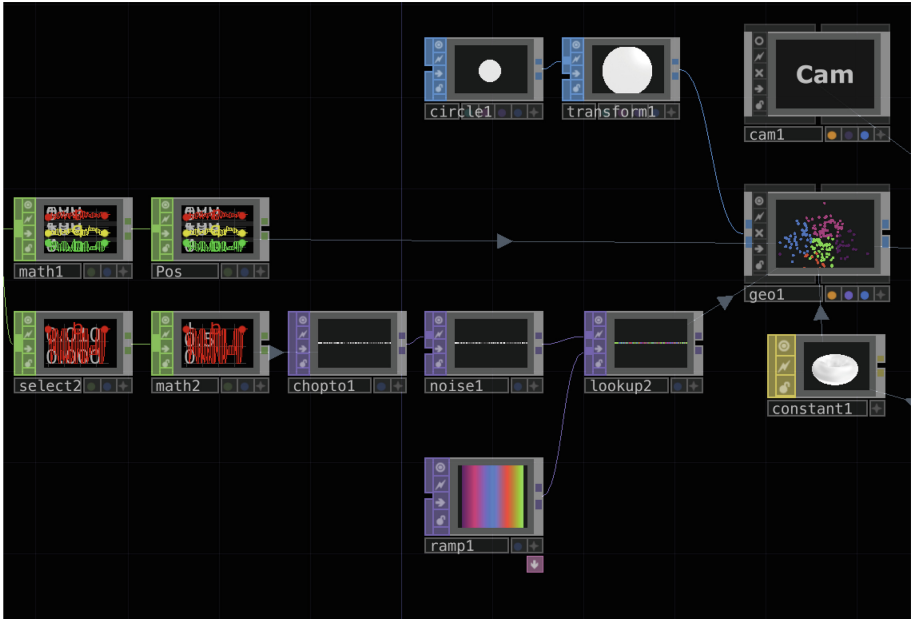 circle1
transform1
Cam
cam1
math1
Pos
geo1
select2
math2
chopto1
noise1
lookup2
constant1
ramp1